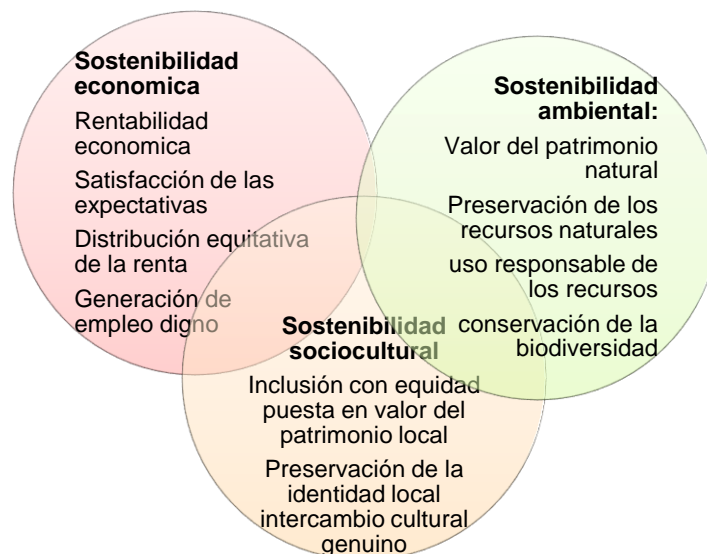 Sostenibilidad
economica
Rentabilidad
economica
Satisfacción de las
expectativas
Distribución equitativa
de la renta
Generación de
empleo digno
Sostenibilidad
ambiental:
Valor del patrimonio
natural
Preservación de los
recursos naturales
uso responsable de
los recursos
conservación de la
biodiversidad
Sostenibilidad
sociocultural
Inclusión con equidad
puesta en valor del
patrimonio local
Preservación de la
identidad local
intercambio cultural
genuino